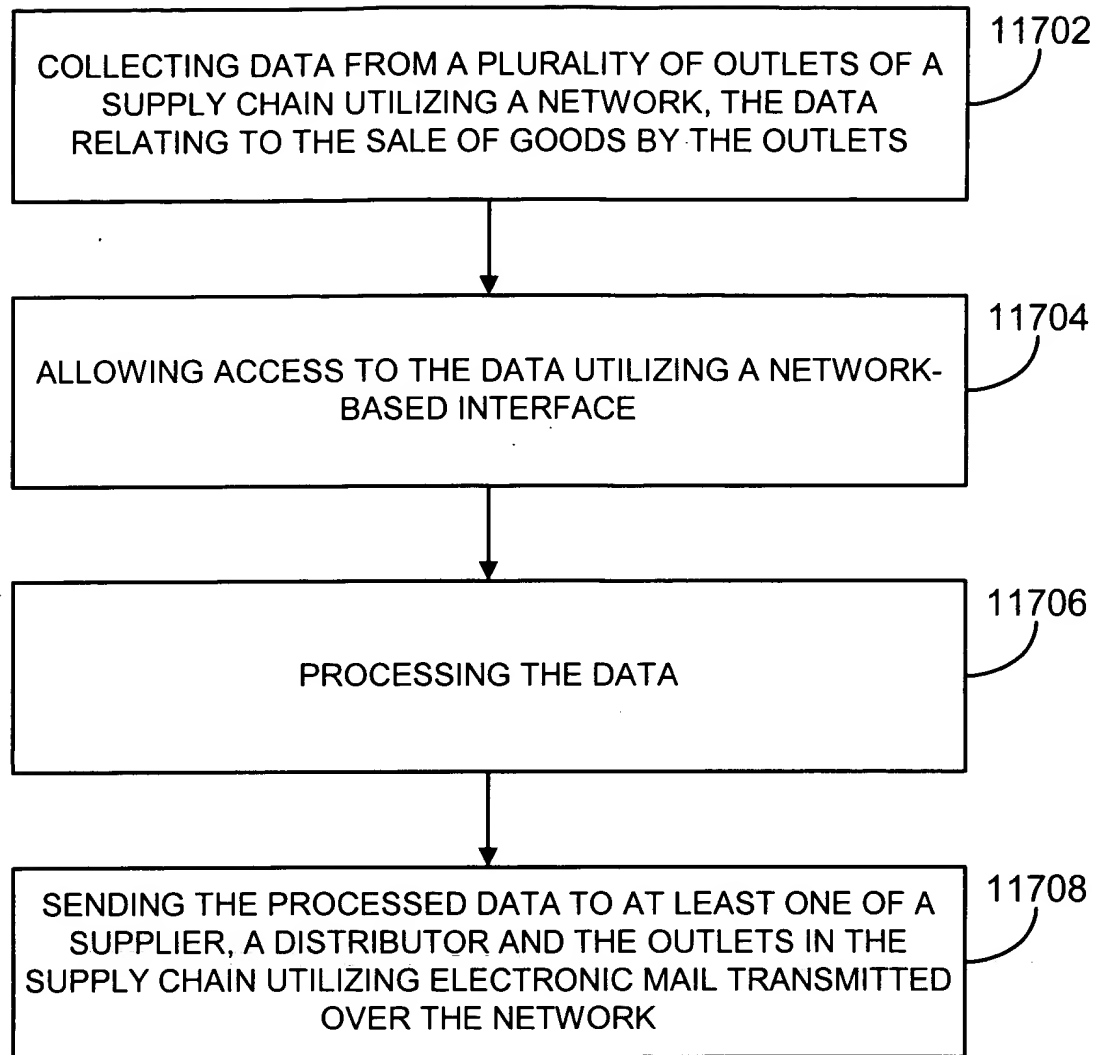 11702
COLLECTING DATA FROM A PLURALITY OF OUTLETS OF A
SUPPLY CHAIN UTILIZING A NETWORK, THE DATA
RELATING TO THE SALE OF GOODS BY THE OUTLETS
11704
ALLOWING ACCESS TO THE DATA UTILIZING A NETWORK-
BASED INTERFACE
11706
PROCESSING THE DATA
11708
SENDING THE PROCESSED DATA TO AT LEAST ONE OF A
SUPPLIER, A DISTRIBUTOR AND THE OUTLETS IN THE
SUPPLY CHAIN UTILIZING ELECTRONIC MAIL TRANSMITTED
OVER THE NETWORK